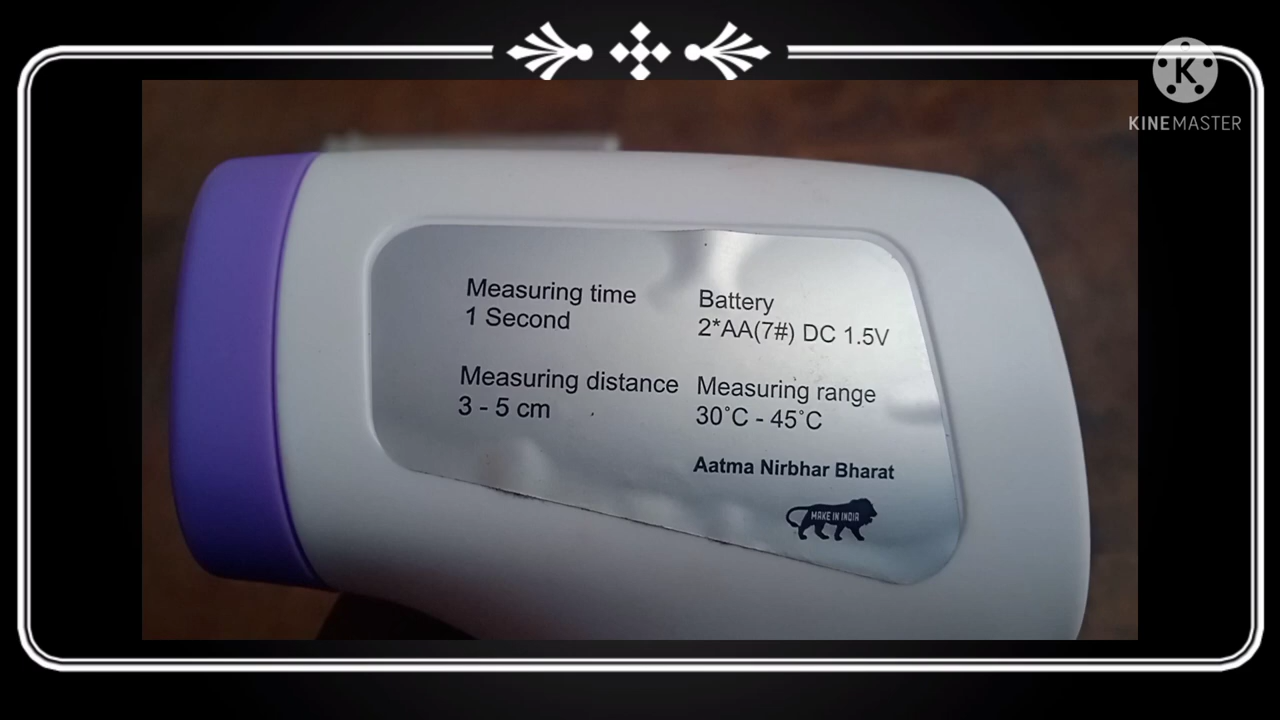 KINEMASTER
Measuring time
1 Second
Battery
2*AA(7#) DC 1.5V
Measuring distance
3 - 5 cm
Measuring range
30°C - 45°C
Aatma Nirbhar Bharat
MAKE IN INDIA